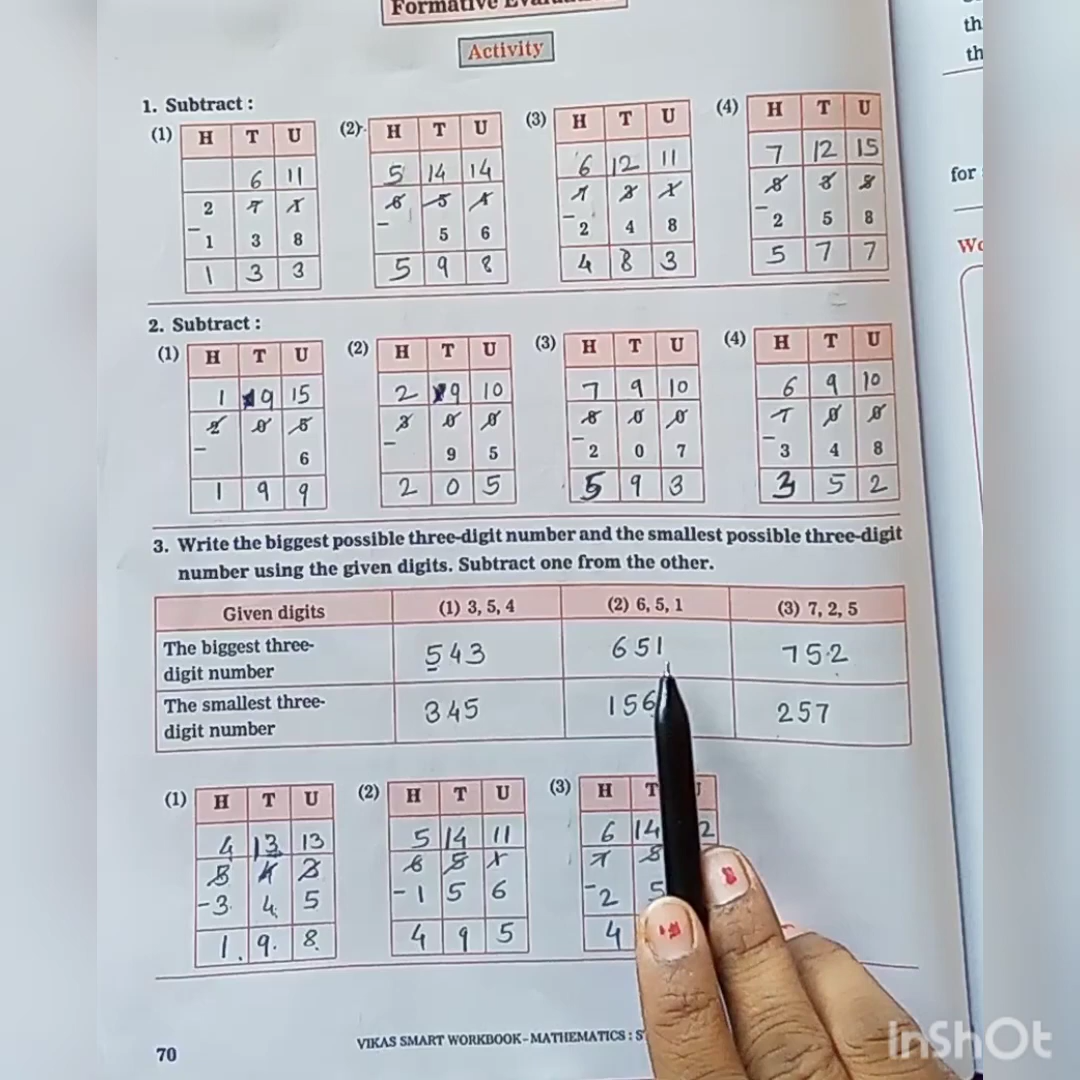 Formative
Activity
1. Subtract :
(1) H T U
6 11
2 7 1
- 1 3 8
1 3 3
(2) H T U
5 14 14
6 5 4
- 5 6
5 9 8
(3) H T U
6 12 11
7 3 1
- 2 4 8
4 8 3
(4) H T U
7 12 15
8 3 5
- 2 5 8
5 7 7
2. Subtract :
(1) H T U
1 9 15
2 0 5
- 6
1 9 9
(2) H T U
2 9 10
3 0 0
- 9 5
2 0 5
(3) H T U
7 9 10
8 0 0
- 2 0 7
5 9 3
(4) H T U
6 9 10
7 0 0
- 3 4 8
3 5 2
3. Write the biggest possible three-digit number and the smallest possible three-digit
number using the given digits. Subtract one from the other.
Given digits (1) 3, 5, 4 (2) 6, 5, 1 (3) 7, 2, 5
The biggest three-
digit number 543 651 752
The smallest three-
digit number 345 156 257
(1) H T U
4 13 13
5 4 3
-3 4 5
1 9 8
(2) H T U
5 14 11
6 5 1
-1 5 6
4 9 5
(3) H T U
6 14 2
7 5
-2 5
4
70
VIKAS SMART WORKBOOK - MATHEMATICS : S
th
th
for
Wo
InShOt